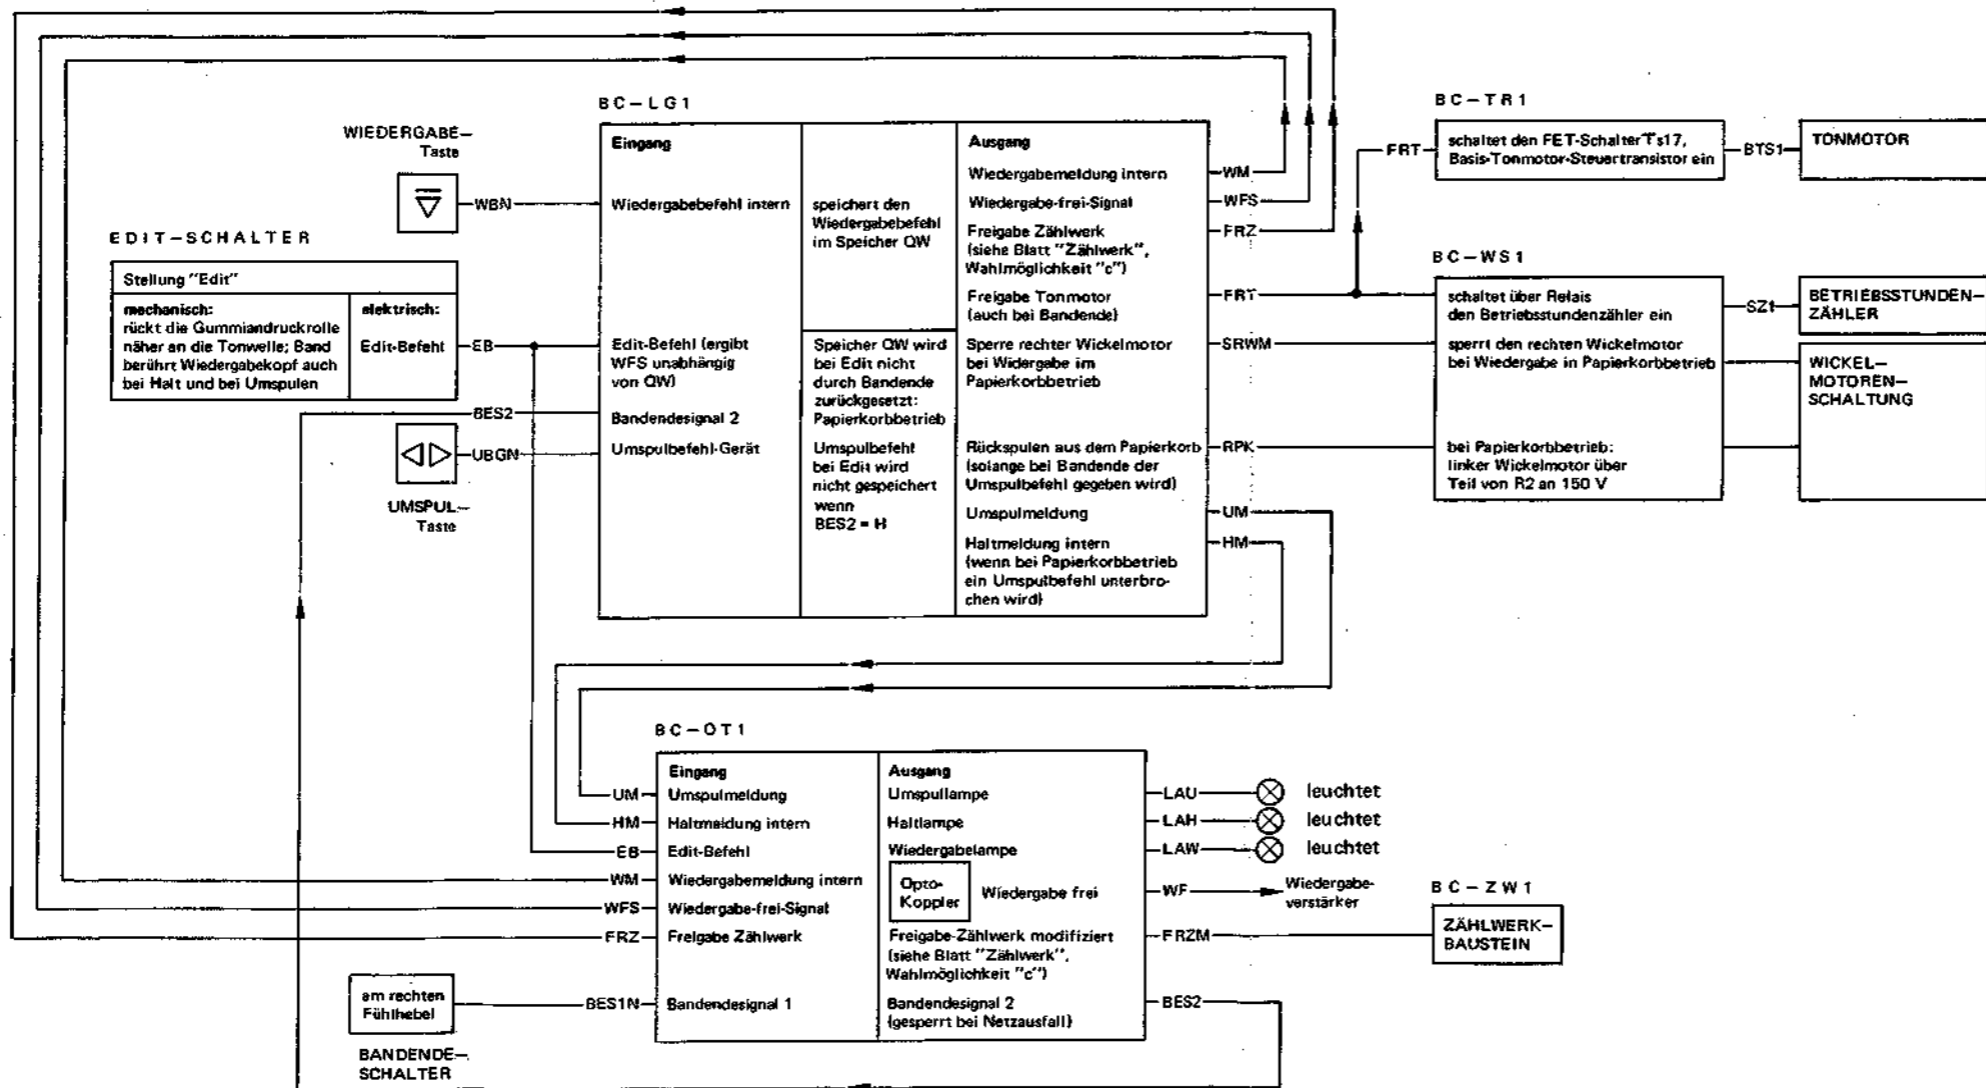 BC-LG1
WIEDERGABE-
Taste
WBN
Eingang
Wiedergabebefehl intern
speichert den
Wiedergabebefehl
im Speicher QW
Ausgang
Wiedergabemeldung intern
WM
Wiedergabe-frei-Signal
WFS
Freigabe Zählwerk
(siehe Blatt "Zählwerk",
Wahlmöglichkeit "c")
FRZ
Freigabe Tonmotor
(auch bei Bandende)
FRT
BC-TR1
FRT
schaltet den FET-Schalter Ts17,
Basis-Tonmotor-Steuertransistor ein
BTS1
TONMOTOR
EDIT-SCHALTER
Stellung "Edit"
mechanisch:
rückt die Gummiandruckrolle
näher an die Tonwelle; Band
berührt Wiedergabekopf auch
bei Halt und bei Umspulen
elektrisch:
Edit-Befehl
EB
Edit-Befehl (ergibt
WFS unabhängig
von QW)
Speicher QW wird
bei Edit nicht
durch Bandende
zurückgesetzt:
Papierkorbbetrieb
Sperre rechter Wickelmotor
bei Widergabe im
Papierkorbbetrieb
SRWM
BC-WS1
schaltet über Relais
den Betriebsstundenzähler ein
SZ1
BETRIEBSSTUNDEN-
ZÄHLER
sperrt den rechten Wickelmotor
bei Wiedergabe in Papierkorbbetrieb
WICKEL-
MOTOREN-
SCHALTUNG
BES2
Bandendesignal 2
UBGN
UMSPUL-
Taste
Umspulbefehl-Gerät
Umspulbefehl
bei Edit wird
nicht gespeichert
wenn
BES2 = H
Rückspulen aus dem Papierkorb
(solange bei Bandende der
Umspulbefehl gegeben wird)
RPK
bei Papierkorbbetrieb:
linker Wickelmotor über
Teil von R2 an 150 V
Umspulmeldung
UM
Haltmeldung intern
(wenn bei Papierkorbbetrieb
ein Umspulbefehl unterbro-
chen wird)
HM
BC-OT1
Eingang
Ausgang
UM
Umspulmeldung
Umspullampe
LAU
leuchtet
HM
Haltmeldung intern
Haltlampe
LAH
leuchtet
EB
Edit-Befehl
Wiedergabelampe
LAW
leuchtet
WM
Wiedergabemeldung intern
Opto-
Koppler
Wiedergabe frei
WF
Wiedergabe-
verstärker
WFS
Wiedergabe-frei-Signal
FRZ
Freigabe Zählwerk
Freigabe-Zählwerk modifiziert
(siehe Blatt "Zählwerk",
Wahlmöglichkeit "c")
FRZM
BC-ZW1
ZÄHLWERK-
BAUSTEIN
am rechten
Fühlhebel
BANDENDE-
SCHALTER
BES1N
Bandendesignal 1
Bandendesignal 2
(gesperrt bei Netzausfall)
BES2